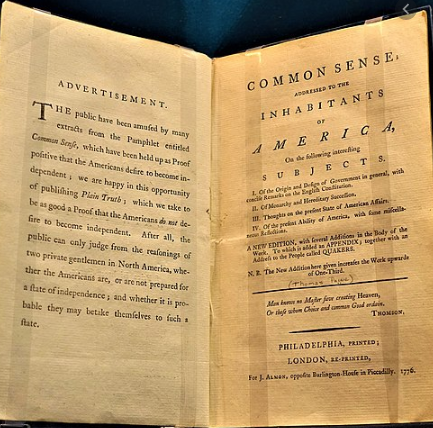 ADVERTISEMENT.
THE public have been amused by many
extracts from the Pamphlet entitled
Common Sense, which have been held up as Proof
positive that the Americans desire to become in-
dependent ; we are happy in this opportunity
of publishing Plain Truth ; which we take to
be as good a Proof that the Americans do not de-
sire to become independent. After all, the
public can only judge from the reasonings of
two private gentlemen in North America, whe-
ther the Americans are, or are not prepared for
a state of independence ; and whether it is pro-
bable they may betake themselves to such a
state.
COMMON SENSE:
ADDRESSED TO THE
INHABITANTS
OF
AMERICA,
On the following interesting
SUBJECTS.
I. Of the Origin and Design of Government in general, with
concise Remarks on the English Constitution.
II. Of Monarchy and Hereditary Succession.
III. Thoughts on the present State of American Affairs.
IV. Of the present Ability of America, with some miscella-
neous Reflections.
A NEW EDITION, with several Additions in the Body of the
Work. To which is added an APPENDIX; together with an
Address to the People called QUAKERS.
N. B. The New Addition here given increases the Work upwards
of One-Third.
(Thomas Paine)
Man knows no Master save creating Heaven,
Or those whom Choice and common Good ordain.
THOMSON.
PHILADELPHIA, PRINTED;
LONDON, RE-PRINTED,
For J. ALMON, opposite Burlington-House in Piccadilly. 1776.